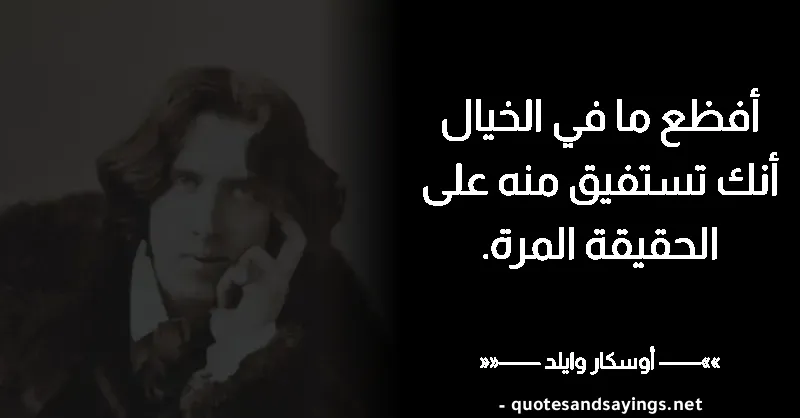 أفظع ما في الخيال
أنك تستفيق منه على
الحقيقة المرة.
»»—— أوسكار وايلد ——««
- quotesandsayings.net